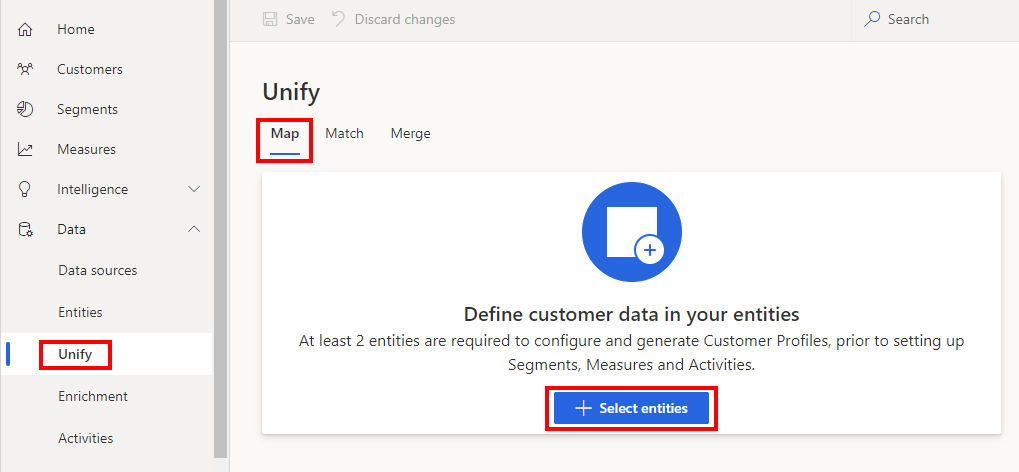 Home
Customers
Segments
Measures
Intelligence
Data
Data sources
Entities
Unify
Enrichment
Activities
Save
Discard changes
Search
Unify
Map
Match
Merge
Define customer data in your entities
At least 2 entities are required to configure and generate Customer Profiles, prior to setting up
Segments, Measures and Activities.
Select entities